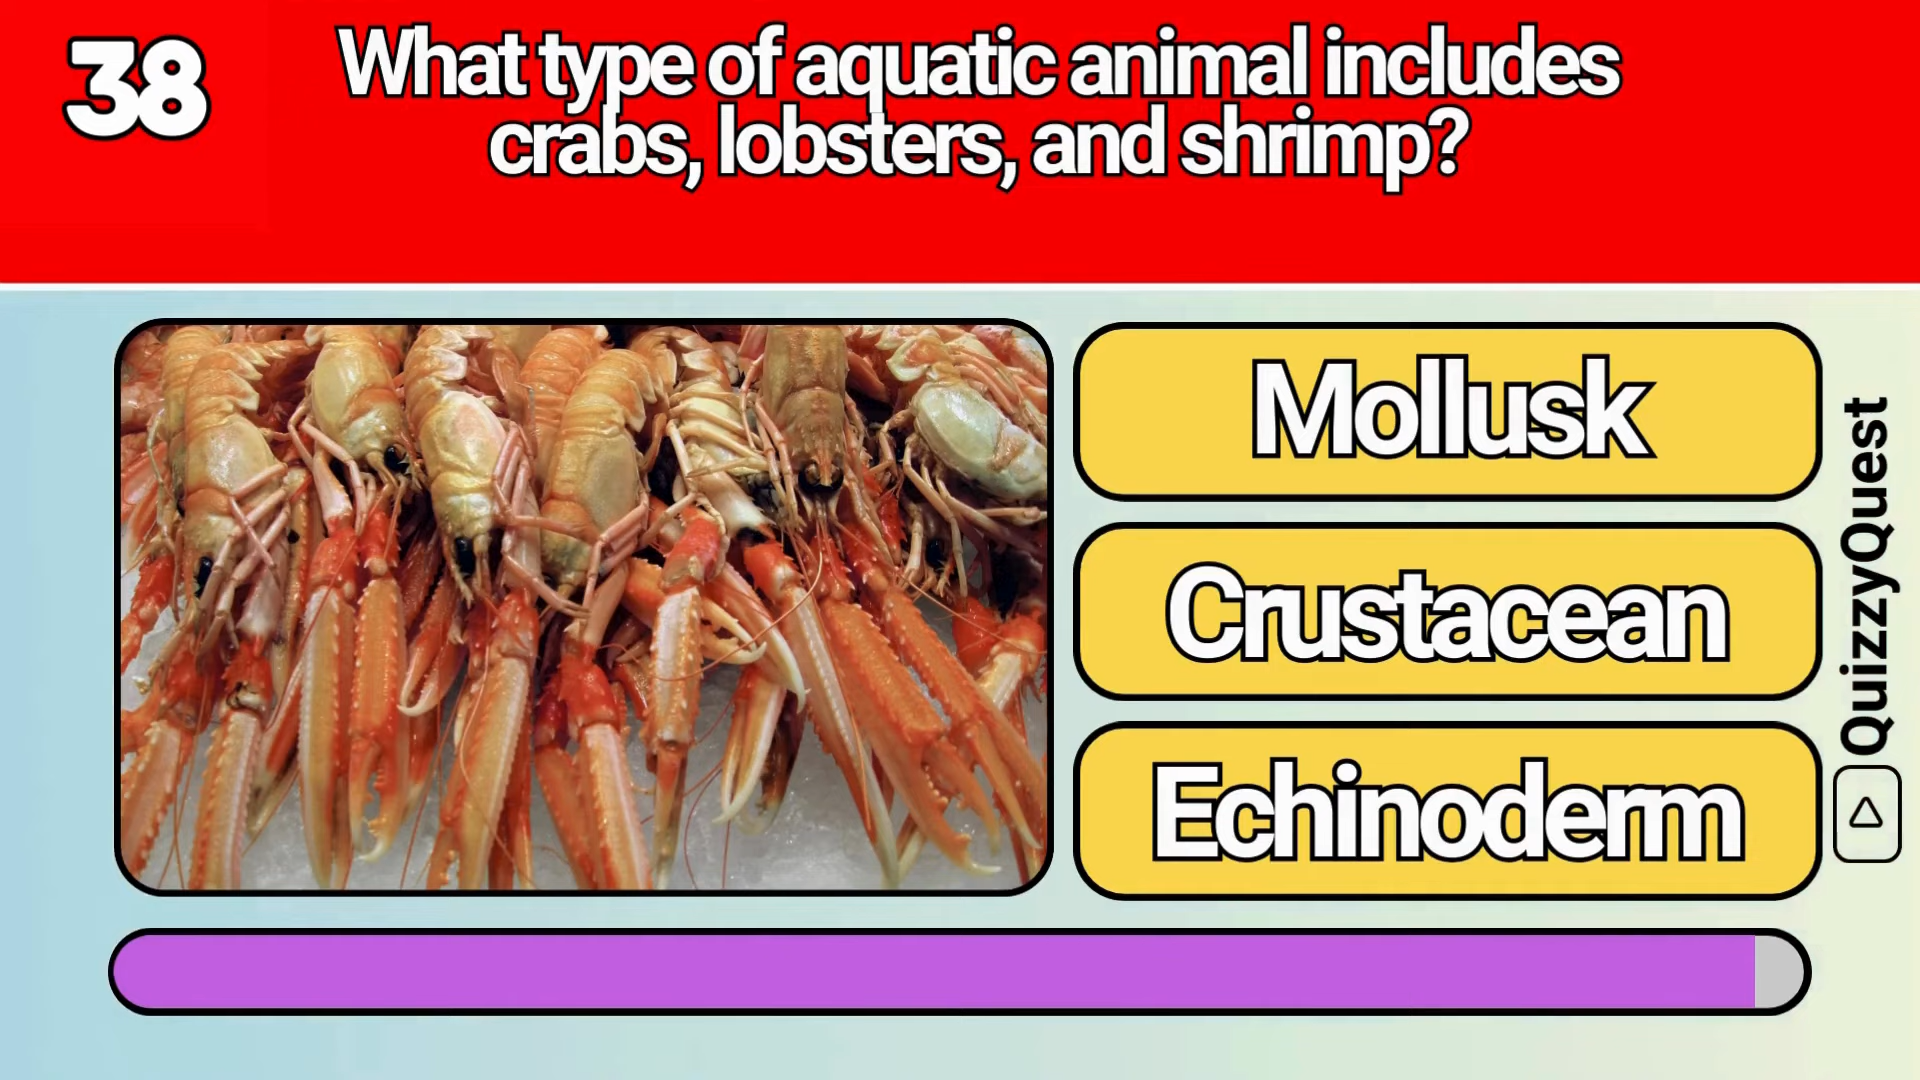 38
What type of aquatic animal includes
crabs, lobsters, and shrimp?
Mollusk
Crustacean
Echinoderm
QuizzyQuest